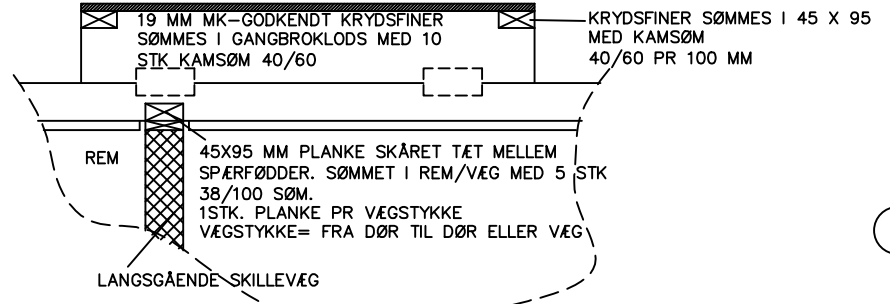 19 MM MK-GODKENDT KRYDSFINER
SØMMES I GANGBROKLODS MED 10
STK KAMSØM 40/60
KRYDSFINER SØMMES I 45 X 95
MED KAMSØM
40/60 PR 100 MM
REM
45X95 MM PLANKE SKÅRET TÆT MELLEM
SPÆRFØDDER. SØMMET I REM/VÆG MED 5 STK
38/100 SØM.
1STK. PLANKE PR VÆGSTYKKE
VÆGSTYKKE= FRA DØR TIL DØR ELLER VÆG
LANGSGÅENDE SKILLEVÆG